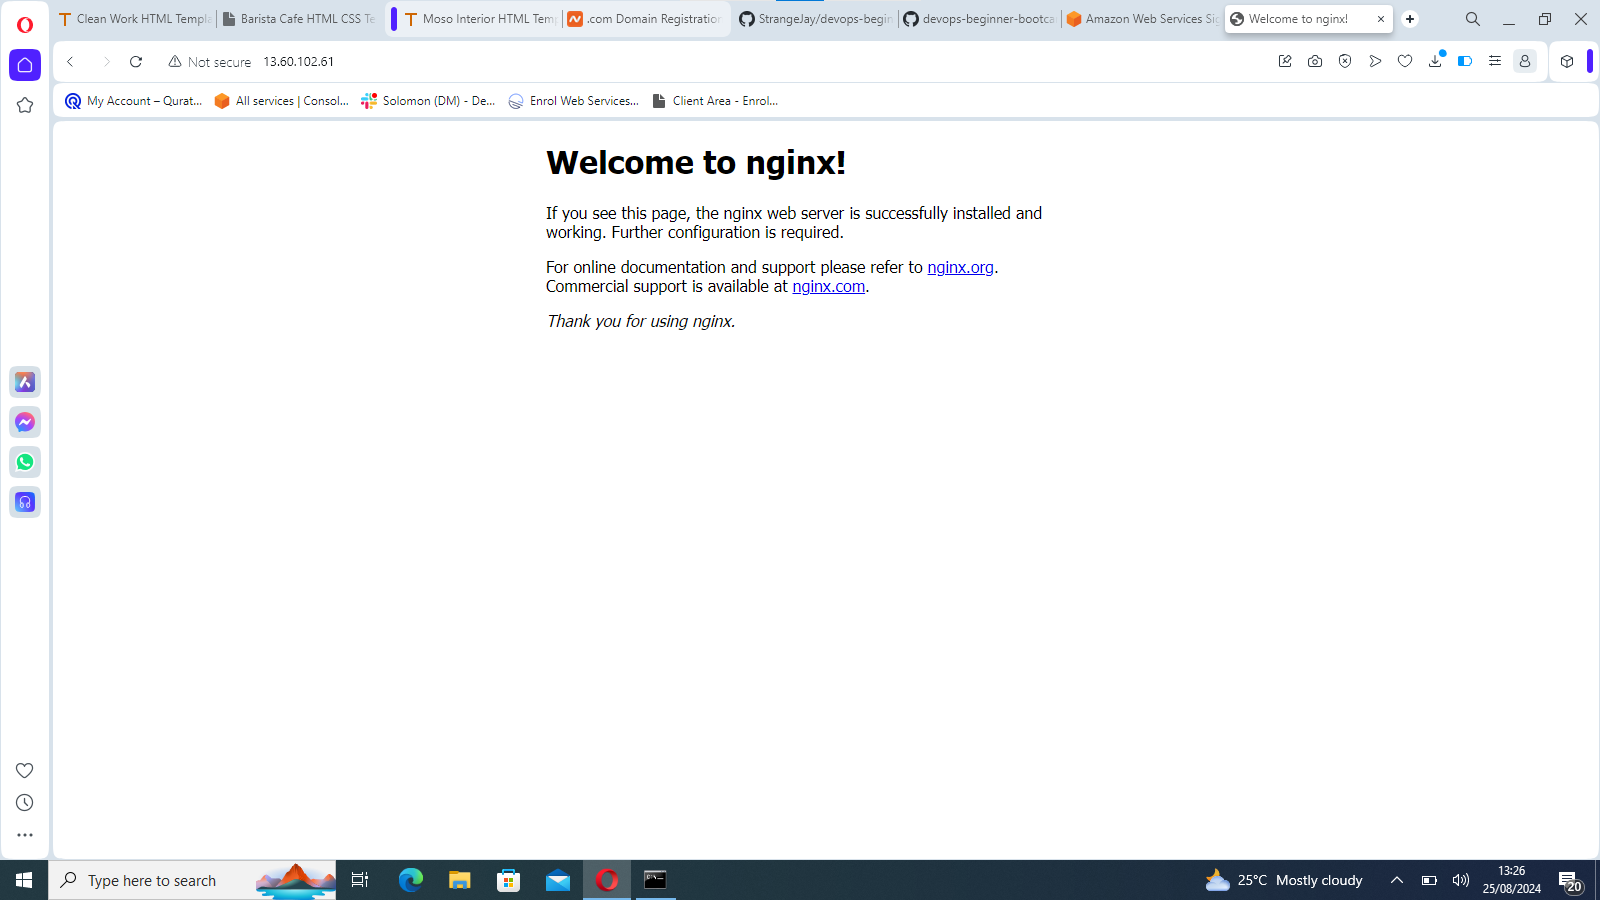 Clean Work HTML Templa
Barista Cafe HTML CSS Te
Moso Interior HTML Temp
.com Domain Registration
StrangeJay/devops-begin
devops-beginner-bootca
Amazon Web Services Sig
Welcome to nginx!
Not secure 13.60.102.61
My Account – Qurat...
All services | Consol...
Solomon (DM) - De...
Enrol Web Services...
Client Area - Enrol...
Welcome to nginx!
If you see this page, the nginx web server is successfully installed and
working. Further configuration is required.
For online documentation and support please refer to nginx.org.
Commercial support is available at nginx.com.
Thank you for using nginx.
Type here to search
25°C Mostly cloudy
13:26
25/08/2024
20